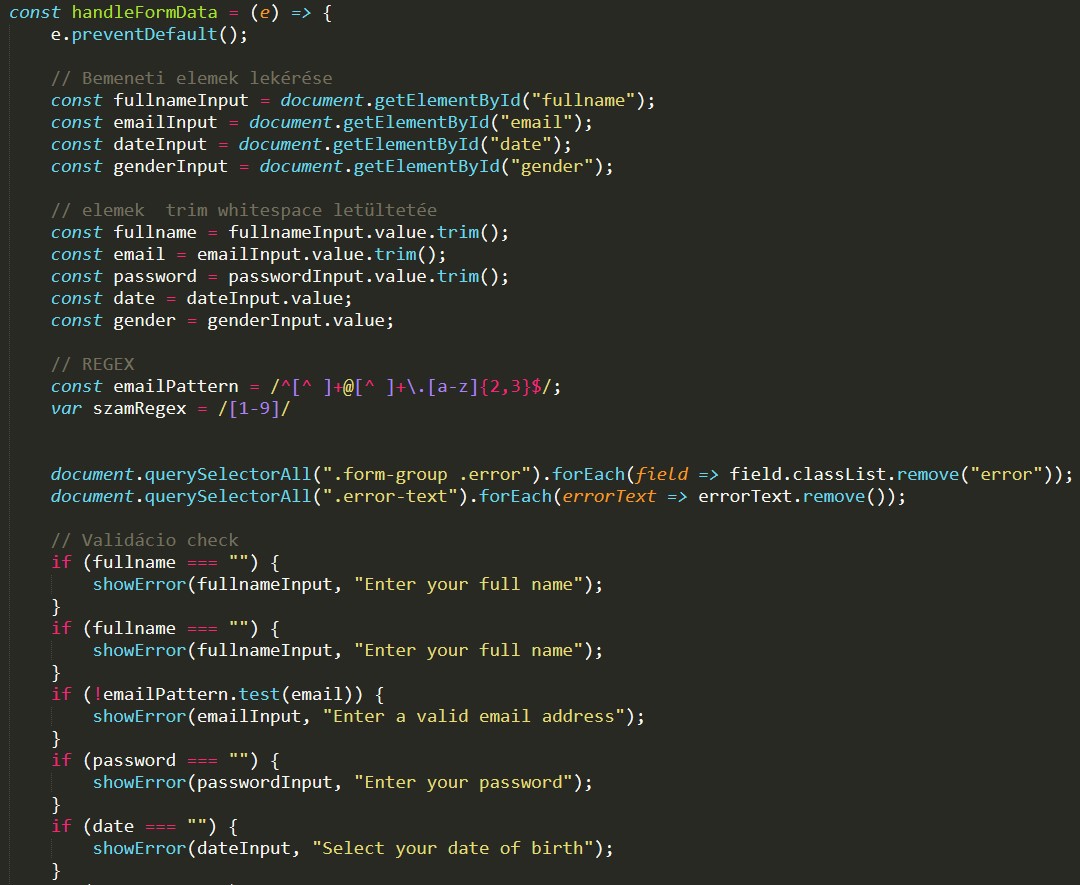 const handleFormData = (e) => {
e.preventDefault();
// Bemeneti elemek lekérése
const fullnameInput = document.getElementById("fullname");
const emailInput = document.getElementById("email");
const dateInput = document.getElementById("date");
const genderInput = document.getElementById("gender");
// elemek  trim whitespace letültetée
const fullname = fullnameInput.value.trim();
const email = emailInput.value.trim();
const password = passwordInput.value.trim();
const date = dateInput.value;
const gender = genderInput.value;
// REGEX
const emailPattern = /^[^ ]+@[^ ]+\.[a-z]{2,3}$/;
var szamRegex = /[1-9]/
document.querySelectorAll(".form-group .error").forEach(field => field.classList.remove("error"));
document.querySelectorAll(".error-text").forEach(errorText => errorText.remove());
// Validácio check
if (fullname === "") {
showError(fullnameInput, "Enter your full name");
}
if (fullname === "") {
showError(fullnameInput, "Enter your full name");
}
if (!emailPattern.test(email)) {
showError(emailInput, "Enter a valid email address");
}
if (password === "") {
showError(passwordInput, "Enter your password");
}
if (date === "") {
showError(dateInput, "Select your date of birth");
}